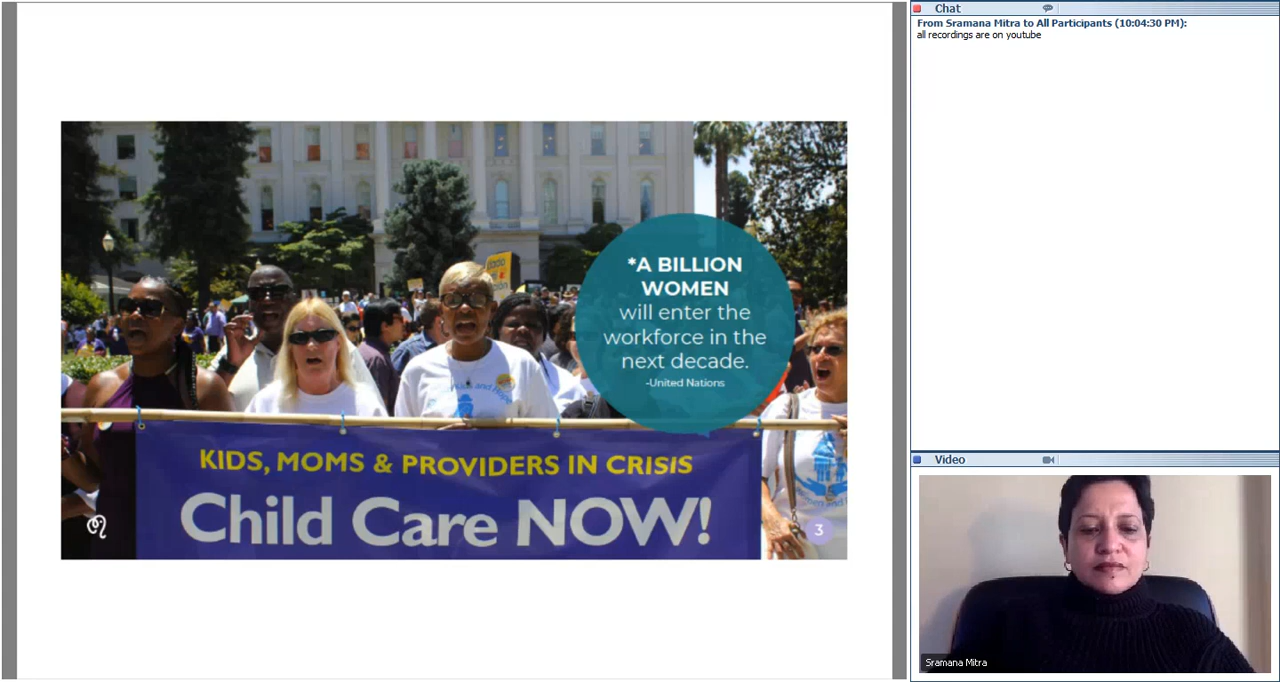 *A BILLION
WOMEN
will enter the
workforce in the
next decade.
-United Nations
KIDS, MOMS & PROVIDERS IN CRISIS
Child Care NOW!
3
Chat
From Sramana Mitra to All Participants (10:04:30 PM):
all recordings are on youtube
Video
Sramana Mitra